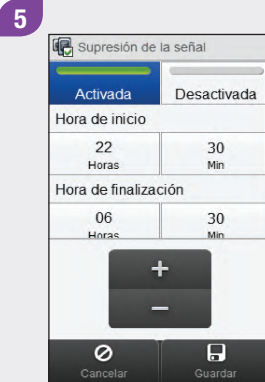 5
Supresión de la señal
Activada Desactivada
Hora de inicio
22 30
Horas Min
Hora de finalización
06 30
Horas Min
+
−
Cancelar Guardar